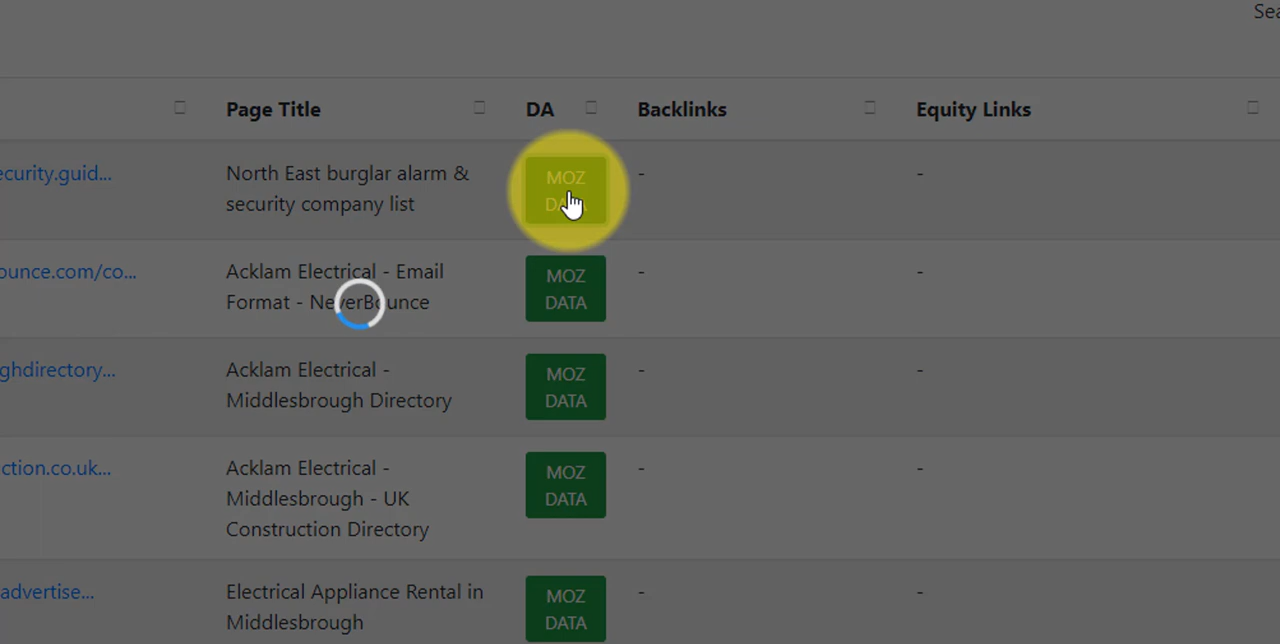 Sea
Page Title
DA
Backlinks
Equity Links
ecurity.guid...
North East burglar alarm &
security company list
MOZ
DATA
-
-
ounce.com/co...
Acklam Electrical - Email
Format - NeverBounce
MOZ
DATA
-
-
ghdirectory...
Acklam Electrical -
Middlesbrough Directory
MOZ
DATA
-
-
ction.co.uk...
Acklam Electrical -
Middlesbrough - UK
Construction Directory
MOZ
DATA
-
-
advertise...
Electrical Appliance Rental in
Middlesbrough
MOZ
DATA
-
-